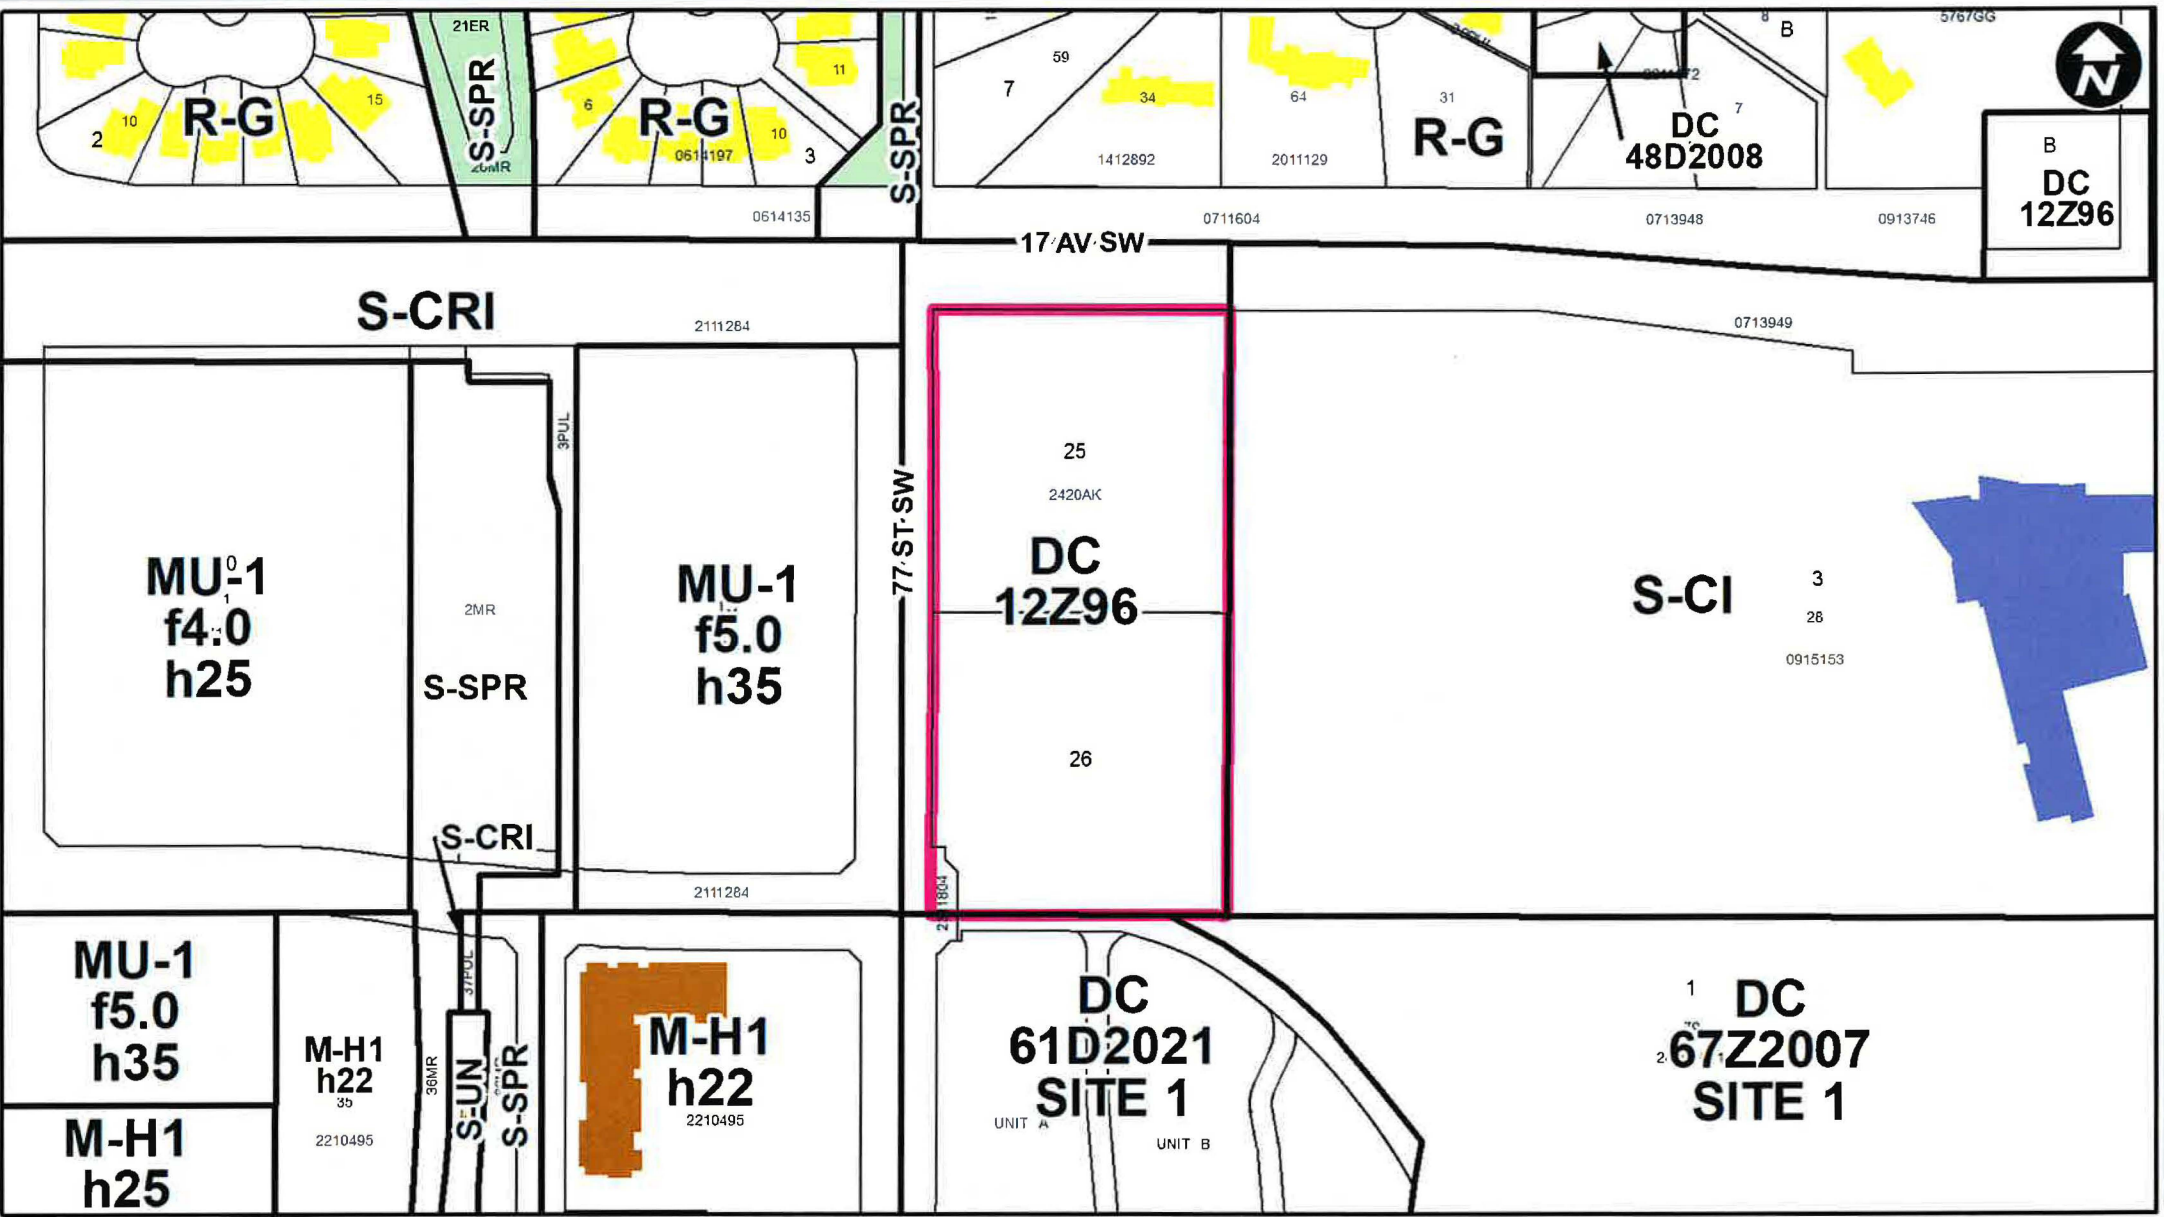 21ER
S-SPR
20MR
2
10
R-G
15
6
R-G
0614197
10
11
3
S-SPR
0614135
7
59
34
1412892
64
2011129
31
R-G
DC
48D2008
7
8
B
5767GG
N
B
DC
12Z96
0711604
0713948
0913746
17 AV SW
S-CRI
2111284
0713949
3PUL
77 ST SW
MU-1
f4.0
h25
2MR
S-SPR
MU-1
f5.0
h35
25
2420AK
DC
12Z96
26
S-CI
3
28
0915153
S-CRI
2111284
MU-1
f5.0
h35
M-H1
h25
M-H1
h22
35
2210495
36MR
37PUL
S-UN
S-SPR
M-H1
h22
2210495
DC
61D2021
SITE 1
UNIT A
UNIT B
1
DC
67Z2007
SITE 1